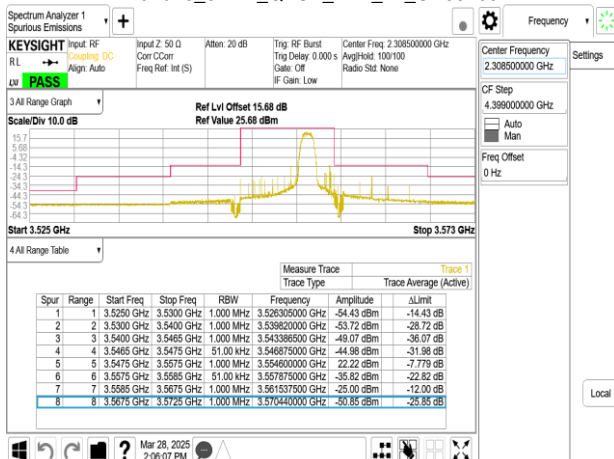 Spectrum Analyzer 1
Spurious Emissions
Frequency
KEYSIGHT
RL
PASS
Input: RF
Coupling: DC
Align: Auto
Input Z: 50 Ω
Corr CCorr
Freq Ref: Int (S)
Atten: 20 dB
Trig: RF Burst
Trig Delay: 0.000 s
Gate: Off
IF Gain: Low
Center Freq: 2.308500000 GHz
Avg|Hold: 100/100
Radio Std: None
Center Frequency
2.308500000 GHz
Settings
CF Step
4.399000000 GHz
Auto
Man
Freq Offset
0 Hz
Local
3 All Range Graph
Scale/Div 10.0 dB
Ref Lvl Offset 15.68 dB
Ref Value 25.68 dBm
15.7
5.68
-4.32
-14.3
-24.3
-34.3
-44.3
-54.3
-64.3
Start 3.525 GHz
Stop 3.573 GHz
4 All Range Table
Measure Trace Trace 1
Trace Type Trace Average (Active)
Spur Range Start Freq Stop Freq RBW Frequency Amplitude ΔLimit
1 1 3.5250 GHz 3.5300 GHz 1.000 MHz 3.526305000 GHz -54.43 dBm -14.43 dB
2 2 3.5300 GHz 3.5400 GHz 1.000 MHz 3.539820000 GHz -53.72 dBm -28.72 dB
3 3 3.5400 GHz 3.5465 GHz 1.000 MHz 3.543386500 GHz -49.07 dBm -36.07 dB
4 4 3.5465 GHz 3.5475 GHz 51.00 kHz 3.546875000 GHz -44.98 dBm -31.98 dB
5 5 3.5475 GHz 3.5575 GHz 1.000 MHz 3.554600000 GHz 22.22 dBm -7.779 dB
6 6 3.5575 GHz 3.5585 GHz 51.00 kHz 3.557875000 GHz -35.82 dBm -22.82 dB
7 7 3.5585 GHz 3.5675 GHz 1.000 MHz 3.561537500 GHz -25.00 dBm -12.00 dB
8 8 3.5675 GHz 3.5725 GHz 1.000 MHz 3.570440000 GHz -50.85 dBm -25.85 dB
Mar 28, 2025
2:06:07 PM